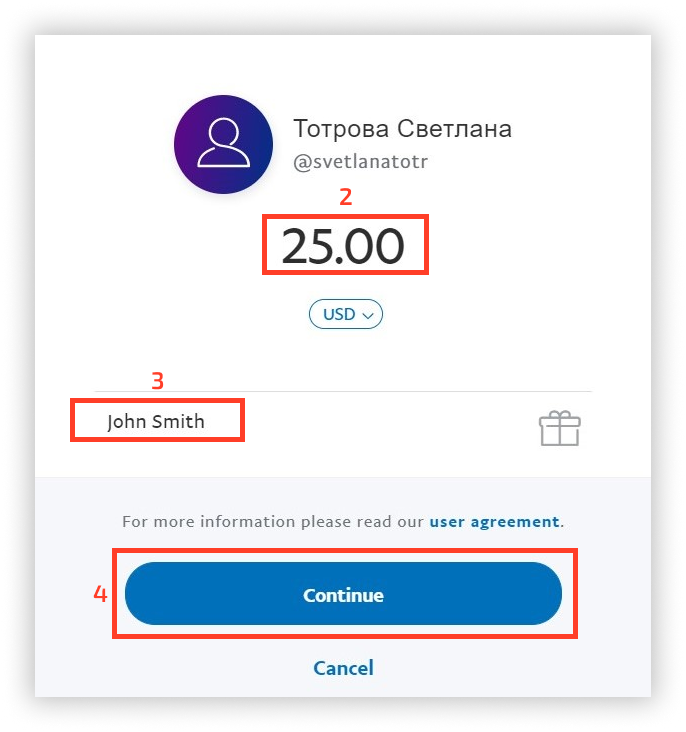 Тотрова Светлана
@svetlanatotr
2
25.00
USD
3
John Smith
For more information please read our user agreement.
4
Continue
Cancel